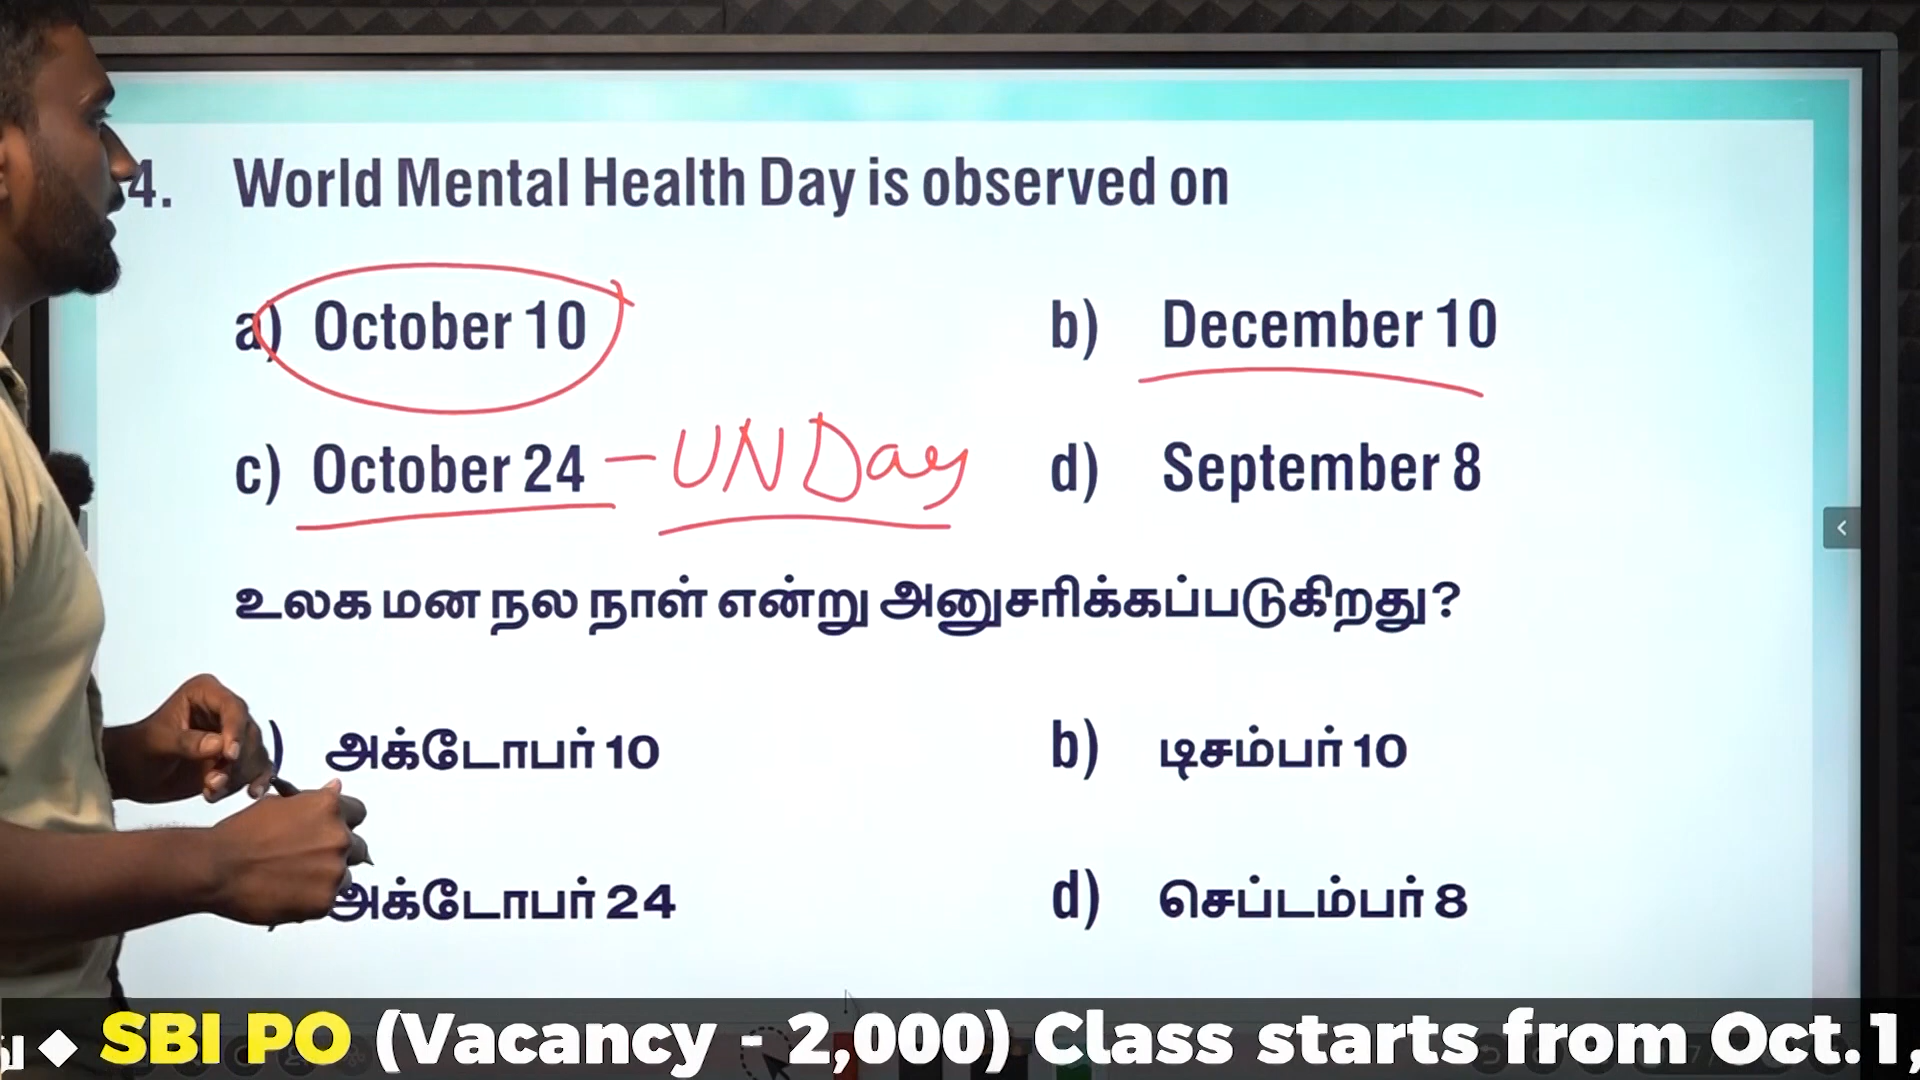 4. World Mental Health Day is observed on
a) October 10 b) December 10
c) October 24 – UN Day d) September 8
உலக மன நல நாள் என்று அனுசரிக்கப்படுகிறது?
) அக்டோபர் 10 b) டிசம்பர் 10
அக்டோபர் 24 d) செப்டம்பர் 8
◆ SBI PO (Vacancy - 2,000) Class starts from Oct.1,